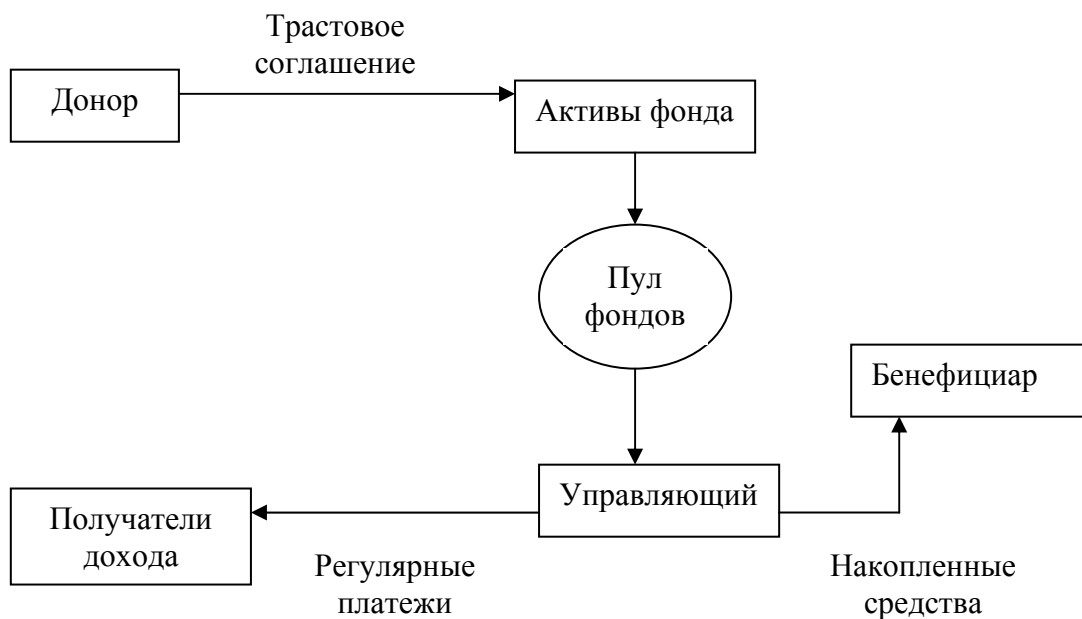 Трастовое
соглашение
Донор
Активы фонда
Пул
фондов
Бенефициар
Управляющий
Получатели
дохода
Регулярные
платежи
Накопленные
средства